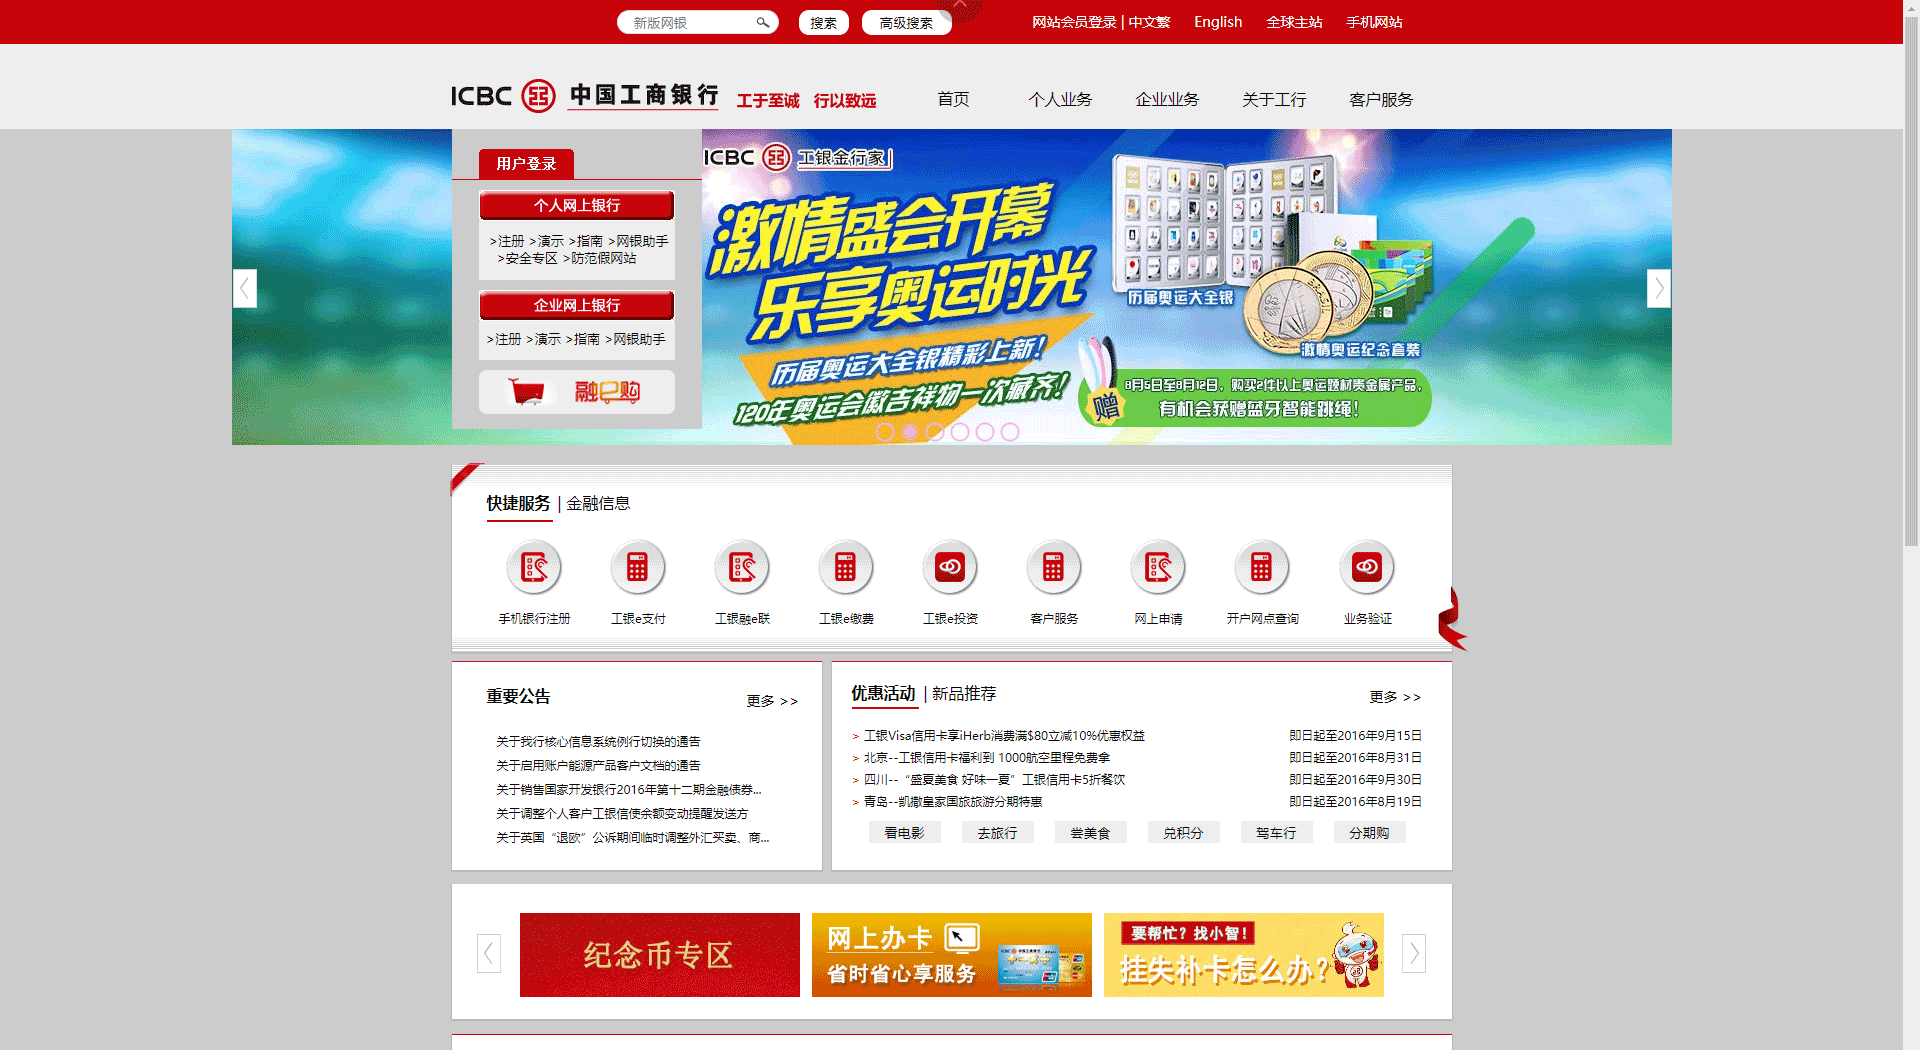 新版网银
搜索
高级搜索
网站会员登录 | 中文繁
English
全球主站
手机网站
ICBC 中国工商银行
工于至诚 行以致远
首页
个人业务
企业业务
关于工行
客户服务
用户登录
个人网上银行
>注册 >演示 >指南 >网银助手
>安全专区 >防范假网站
企业网上银行
>注册 >演示 >指南 >网银助手
融e购
ICBC 工银金行家
激情盛会开幕
乐享奥运时光
历届奥运大全银精彩上新!
120年奥运会徽吉祥物一次藏齐!
历届奥运大全银
激情奥运纪念套装
赠
8月5日至8月12日，购买2件以上奥运题材贵金属产品，
有机会获赠蓝牙智能跳绳!
快捷服务 | 金融信息
手机银行注册
工银e支付
工银融e联
工银e缴费
工银e投资
客户服务
网上申请
开户网点查询
业务验证
重要公告
更多 >>
关于我行核心信息系统例行切换的通告
关于启用账户能源产品客户文档的通告
关于销售国家开发银行2016年第十二期金融债券...
关于调整个人客户工银信使余额变动提醒发送方
关于英国“退欧”公诉期间临时调整外汇买卖、商...
优惠活动 | 新品推荐
更多 >>
> 工银Visa信用卡享iHerb消费满$80立减10%优惠权益 即日起至2016年9月15日
> 北京--工银信用卡福利到 1000航空里程免费拿 即日起至2016年8月31日
> 四川--“盛夏美食 好味一夏”工银信用卡5折餐饮 即日起至2016年9月30日
> 青岛--凯撒皇家国旅旅游分期特惠 即日起至2016年8月19日
看电影
去旅行
尝美食
兑积分
驾车行
分期购
纪念币专区
网上办卡
省时省心享服务
要帮忙？找小智！
挂失补卡怎么办？